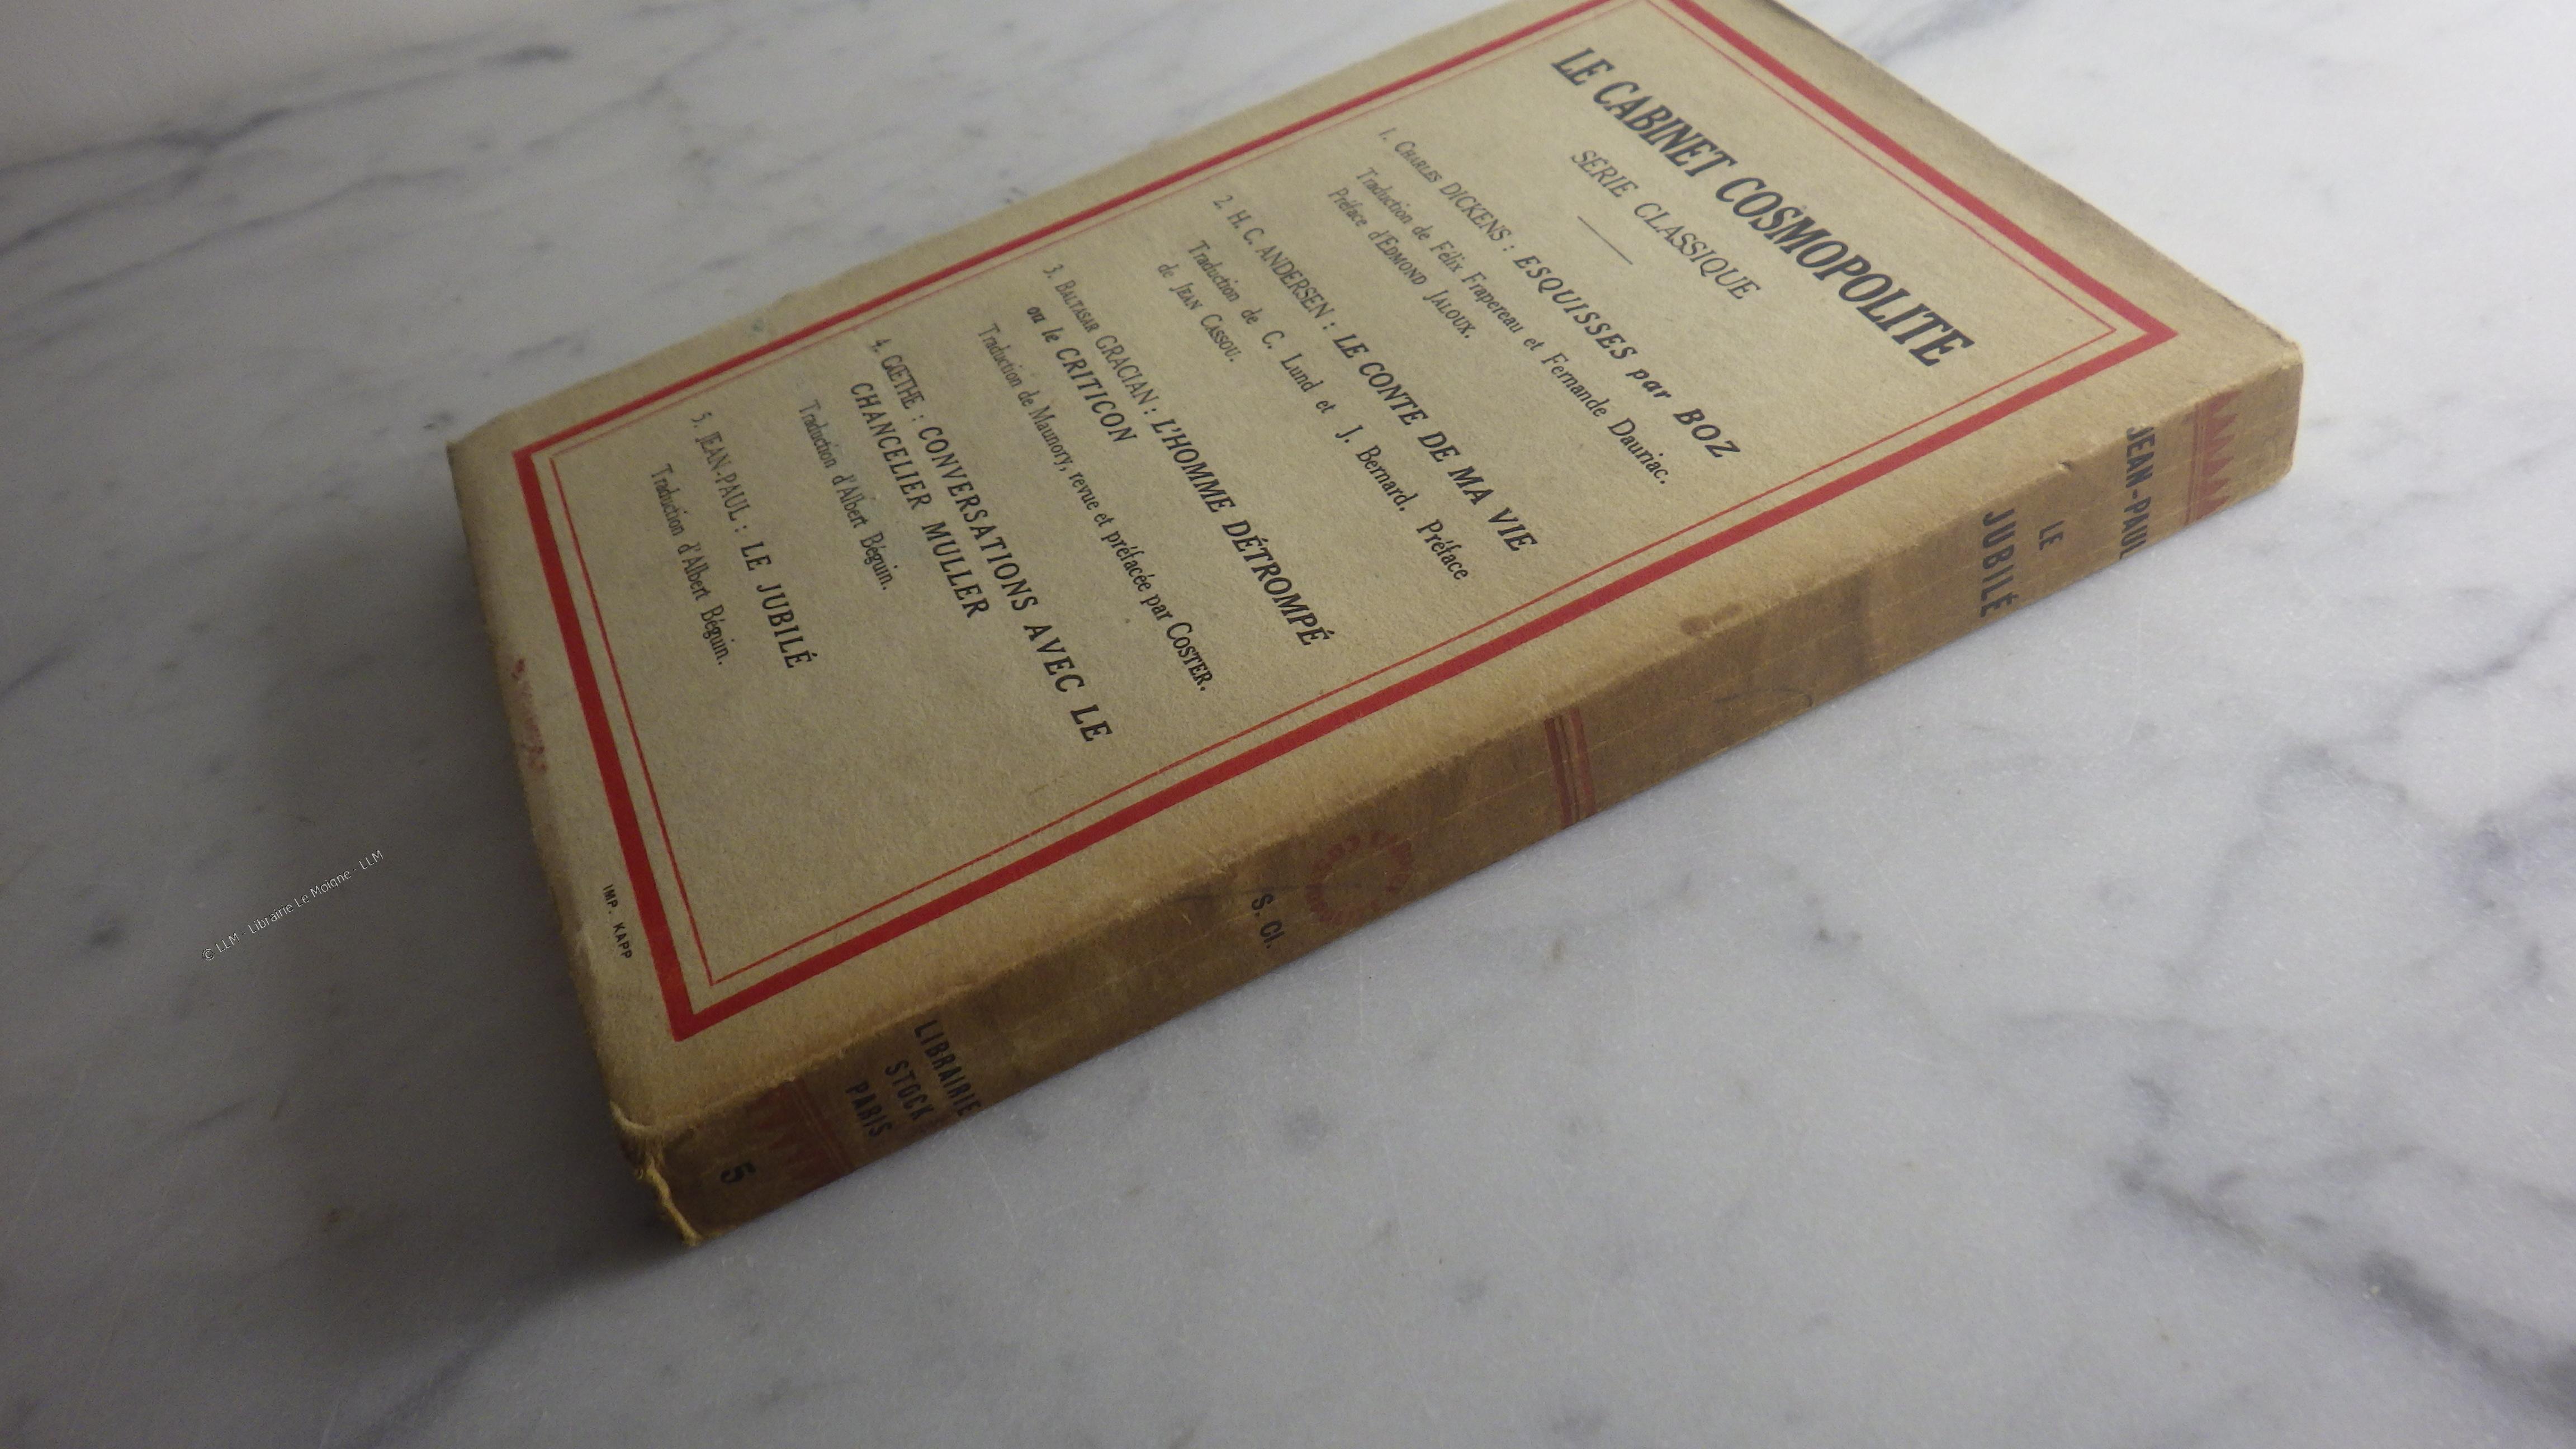 LE CABINET COSMOPOLITE
SÉRIE CLASSIQUE
1. CHARLES DICKENS : ESQUISSES par BOZ
Traduction de Félix Frapereau et Fernande Dauriac.
Préface d'EDMOND JALOUX.
2. H. C. ANDERSEN : LE CONTE DE MA VIE
Traduction de C. Lund et J. Bernard. Préface
de JEAN CASSOU.
3. BALTASAR GRACIAN : L'HOMME DÉTROMPÉ
ou le CRITICON
Traduction de Maunory, revue et préfacée par COSTER.
4. GŒTHE : CONVERSATIONS AVEC LE
CHANCELIER MULLER
Traduction d'Albert Béguin.
5. JEAN-PAUL : LE JUBILÉ
Traduction d'Albert Béguin.
IMP. KAPP
JEAN-PAUL
LE
JUBILÉ
S. Cl.
LIBRAIRIE
STOCK
PARIS
5
© LLM - Librairie Le Moigne - LLM